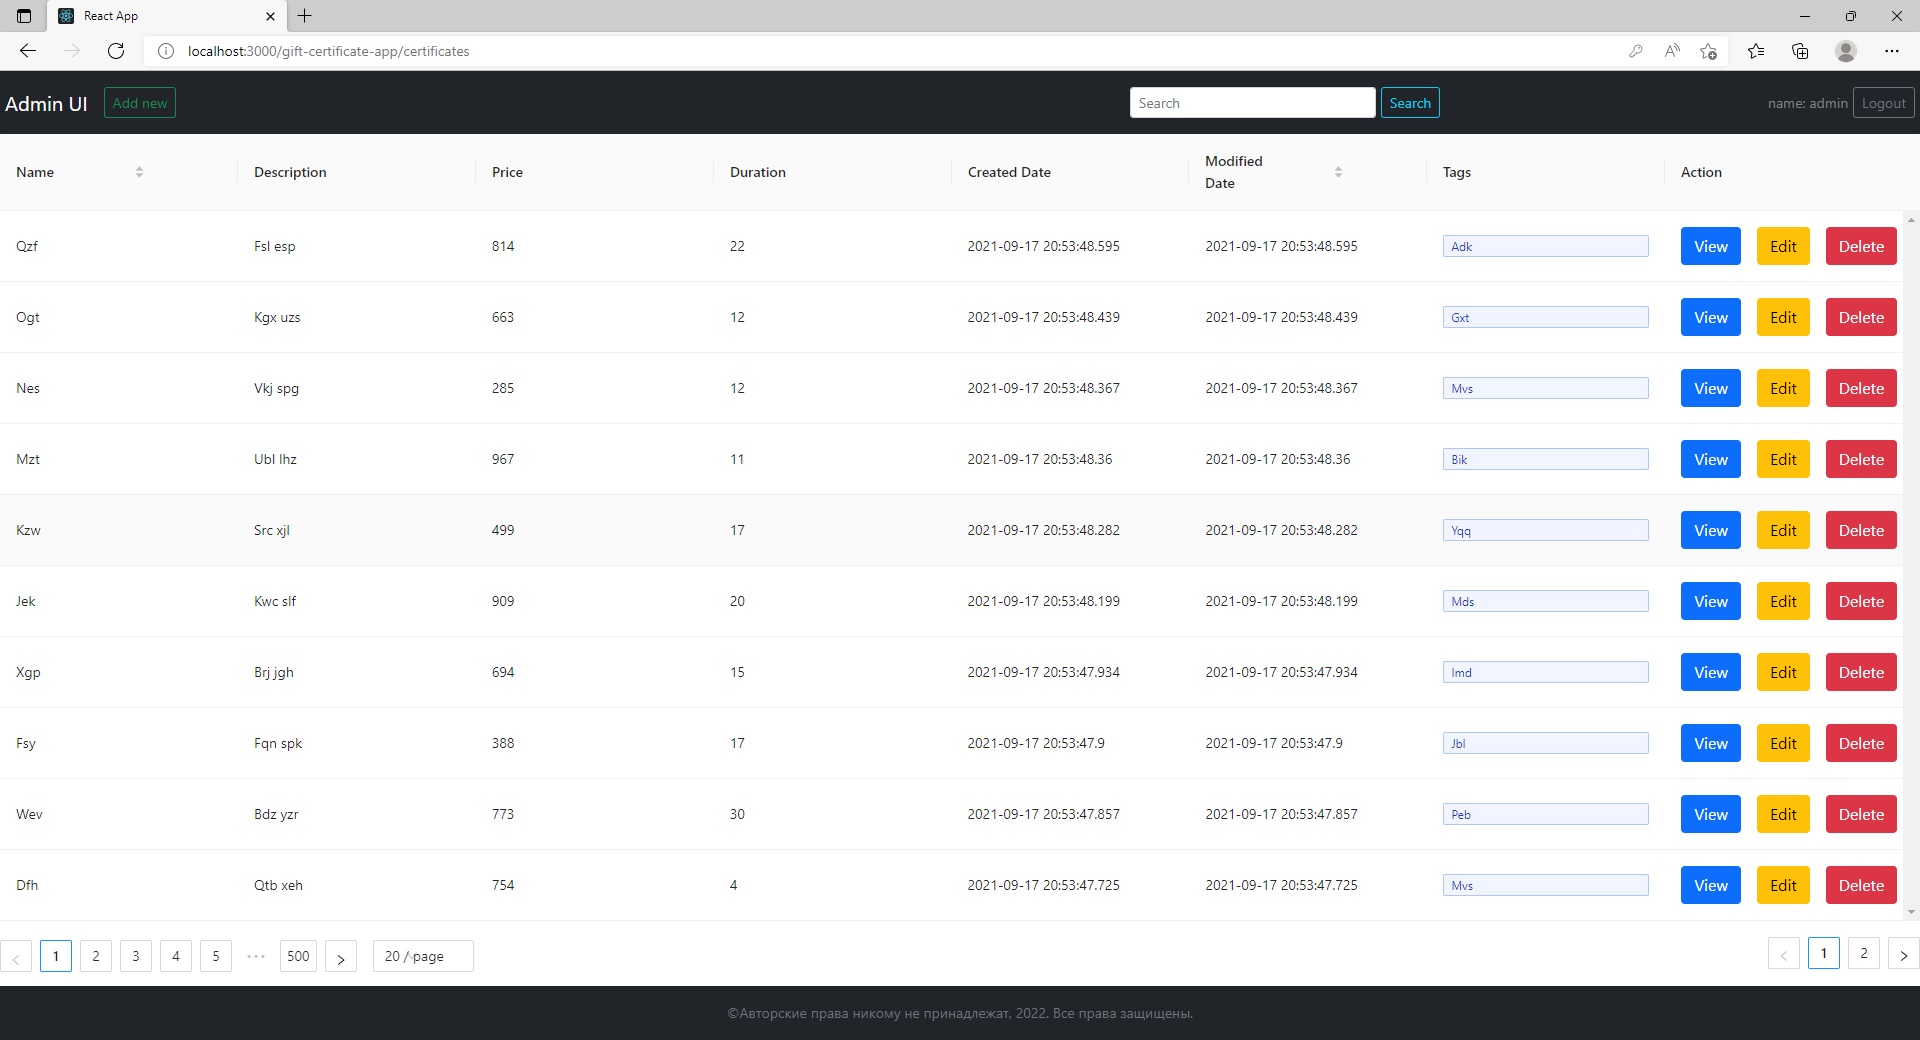 React App
localhost:3000/gift-certificate-app/certificates
Admin UI Add new Search Search name: admin Logout
Name Description Price Duration Created Date Modified Date Tags Action
Qzf Fsl esp 814 22 2021-09-17 20:53:48.595 2021-09-17 20:53:48.595 Adk View Edit Delete
Ogt Kgx uzs 663 12 2021-09-17 20:53:48.439 2021-09-17 20:53:48.439 Gxt View Edit Delete
Nes Vkj spg 285 12 2021-09-17 20:53:48.367 2021-09-17 20:53:48.367 Mvs View Edit Delete
Mzt Ubl lhz 967 11 2021-09-17 20:53:48.36 2021-09-17 20:53:48.36 Bik View Edit Delete
Kzw Src xjl 499 17 2021-09-17 20:53:48.282 2021-09-17 20:53:48.282 Yqq View Edit Delete
Jek Kwc slf 909 20 2021-09-17 20:53:48.199 2021-09-17 20:53:48.199 Mds View Edit Delete
Xgp Brj jgh 694 15 2021-09-17 20:53:47.934 2021-09-17 20:53:47.934 Imd View Edit Delete
Fsy Fqn spk 388 17 2021-09-17 20:53:47.9 2021-09-17 20:53:47.9 Jbl View Edit Delete
Wev Bdz yzr 773 30 2021-09-17 20:53:47.857 2021-09-17 20:53:47.857 Peb View Edit Delete
Dfh Qtb xeh 754 4 2021-09-17 20:53:47.725 2021-09-17 20:53:47.725 Mvs View Edit Delete
1 2 3 4 5 ••• 500 20 / page 1 2
©Авторские права никому не принадлежат, 2022. Все права защищены.